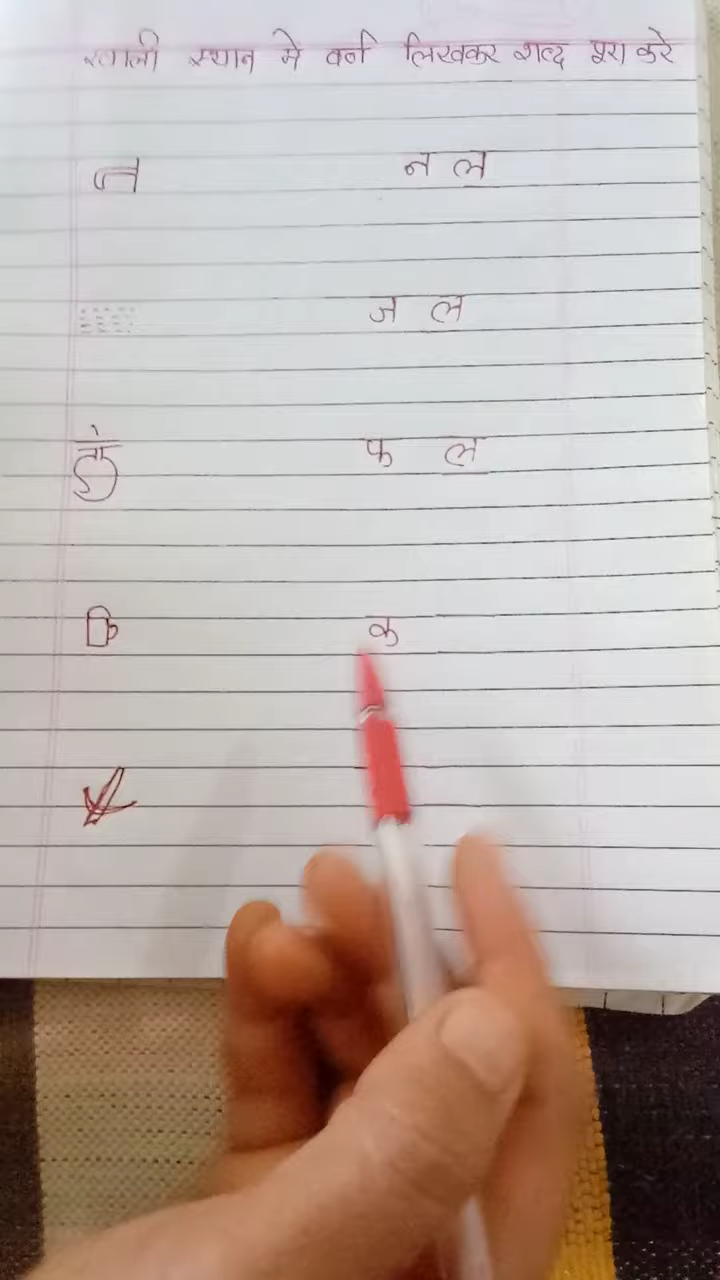 खाली स्थान मे वर्ण लिखकर शब्द पूरा करे
न ल
ज ल
फ ल
क